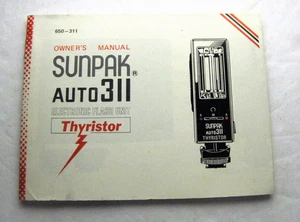 650-311
OWNER'S MANUAL
SUNPAK®
AUTO 311
ELECTRONIC FLASH UNIT
Thyristor
SUNPAK
AUTO 311
THYRISTOR